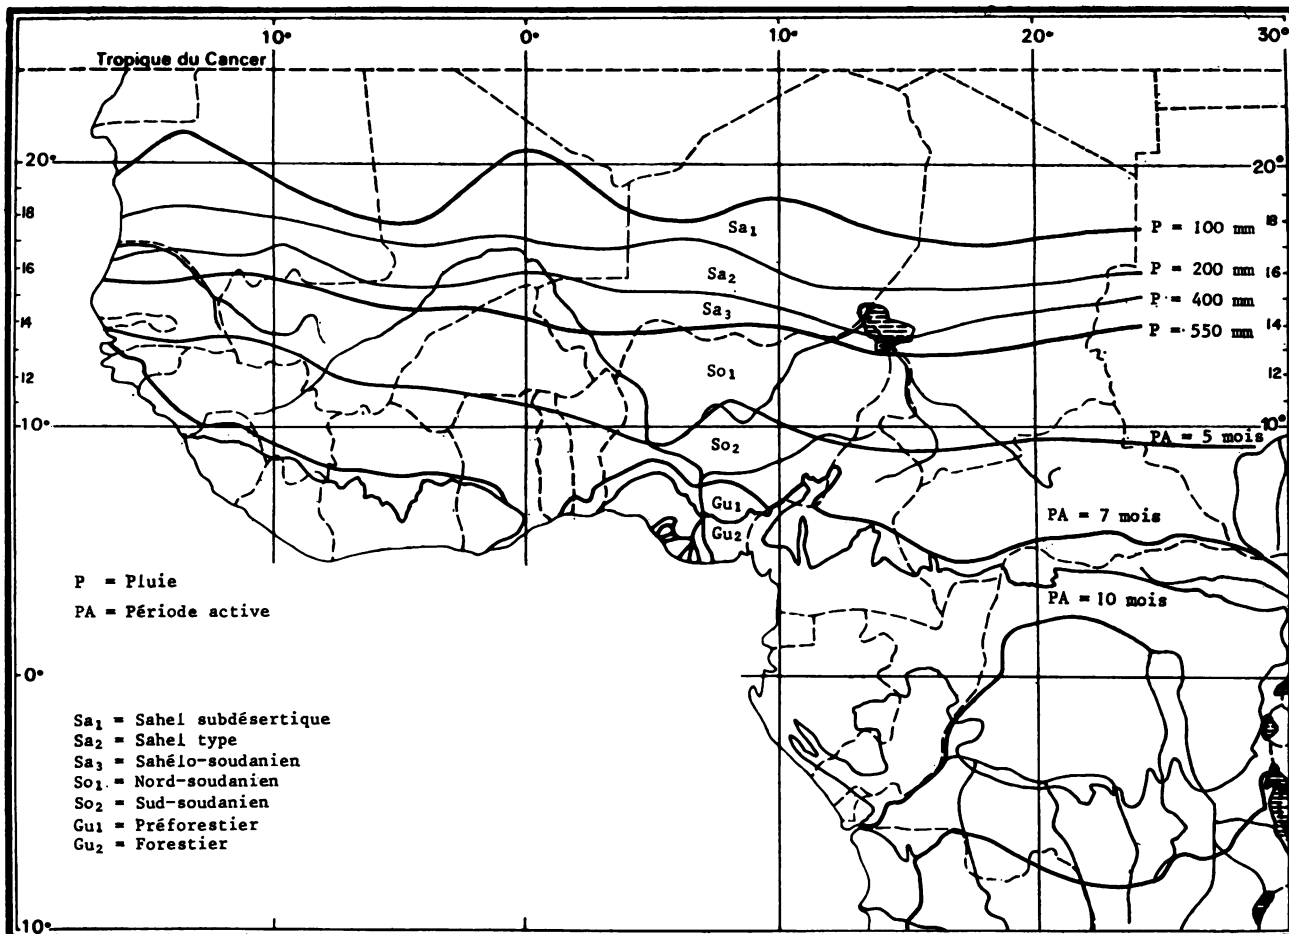 10° 0° 10° 20° 30°
Tropique du Cancer
20° 20°
18 Sa₁ P = 100 mm 18
16 Sa₂ P = 200 mm 16
P = 400 mm
14 Sa₃ P = 550 mm 14
12 So₁ 12
10° 10°
So₂ PA = 5 mois
Gu₁ PA = 7 mois
Gu₂
P = Pluie
PA = 10 mois
PA = Période active
0°
Sa₁ = Sahel subdésertique
Sa₂ = Sahel type
Sa₃ = Sahélo-soudanien
So₁ = Nord-soudanien
So₂ = Sud-soudanien
Gu₁ = Préforestier
Gu₂ = Forestier
10°